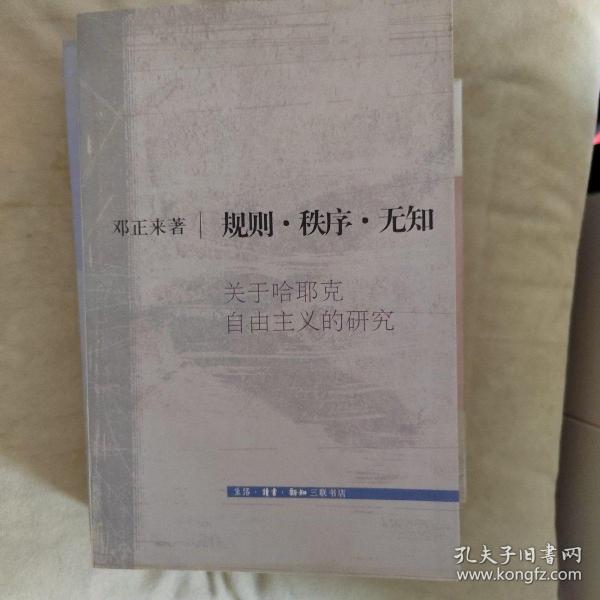 邓正来著 | 规则·秩序·无知
关于哈耶克
自由主义的研究
生活·讀書·新知三联书店
孔夫子旧书网
www.kongfz.com